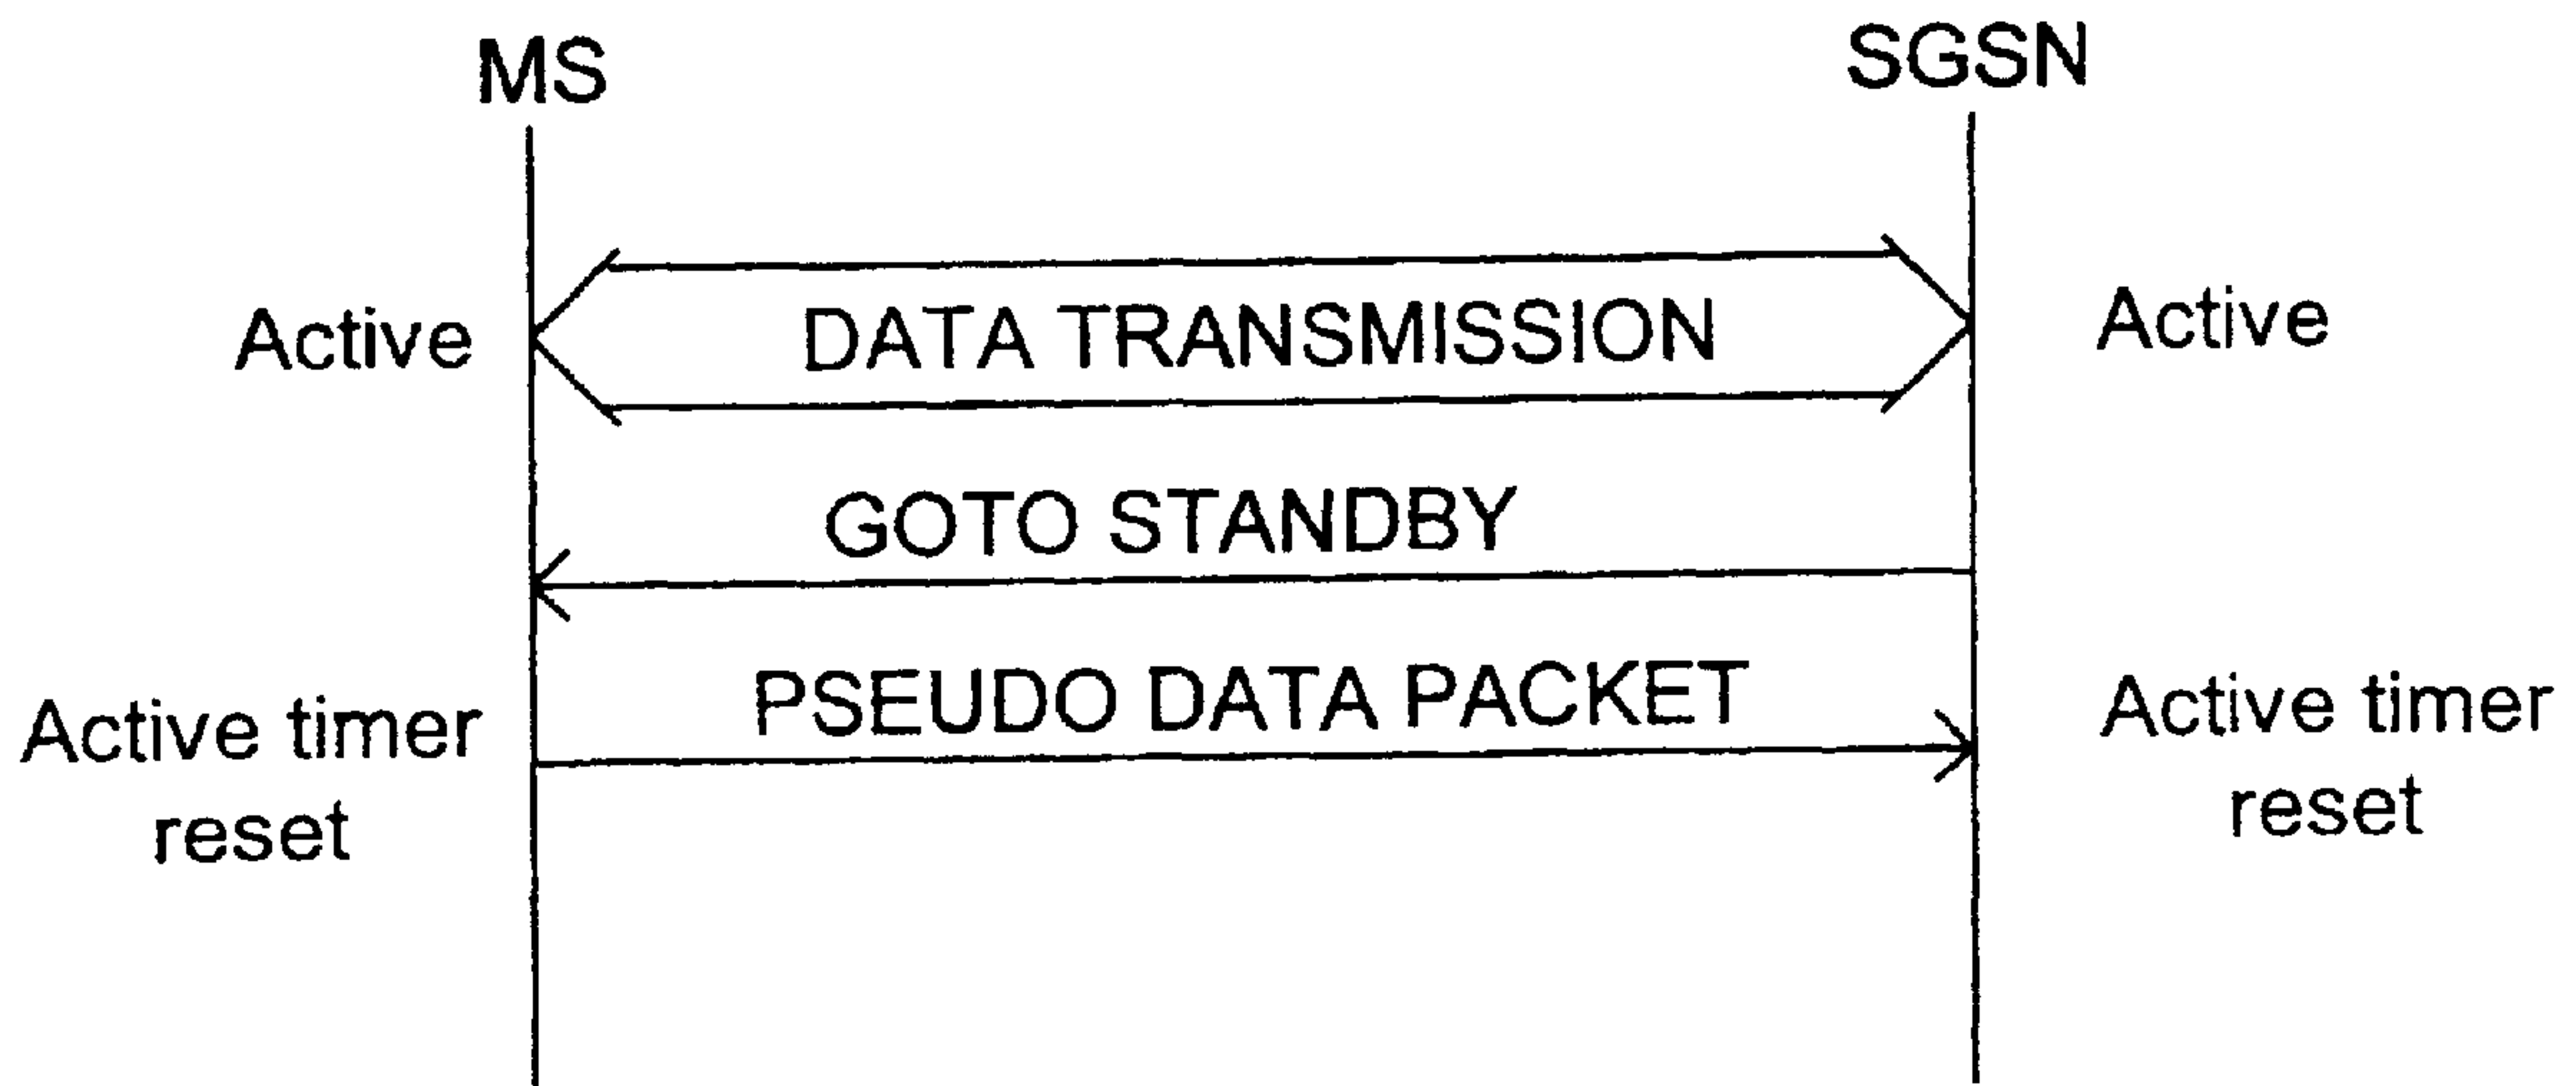 MS
SGSN
Active
DATA TRANSMISSION
Active
GOTO STANDBY
Active timer
reset
PSEUDO DATA PACKET
Active timer
reset